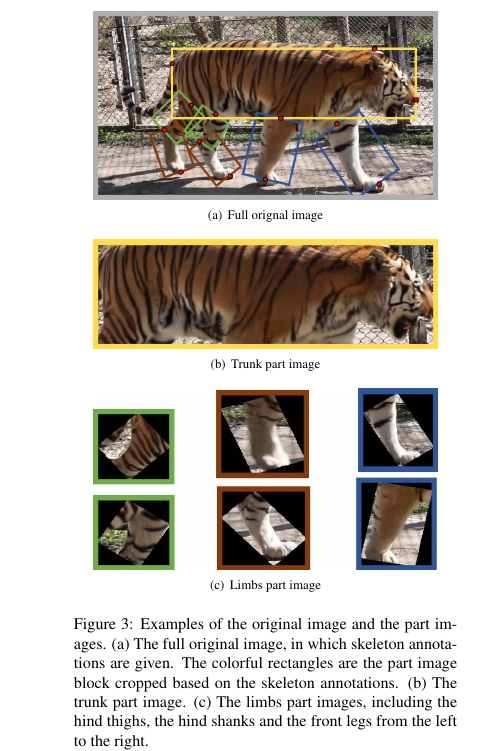 (a) Full orignal image
(b) Trunk part image
(c) Limbs part image
Figure 3: Examples of the original image and the part im-
ages. (a) The full original image, in which skeleton annota-
tions are given. The colorful rectangles are the part image
block cropped based on the skeleton annotations. (b) The
trunk part image. (c) The limbs part images, including the
hind thighs, the hind shanks and the front legs from the left
to the right.